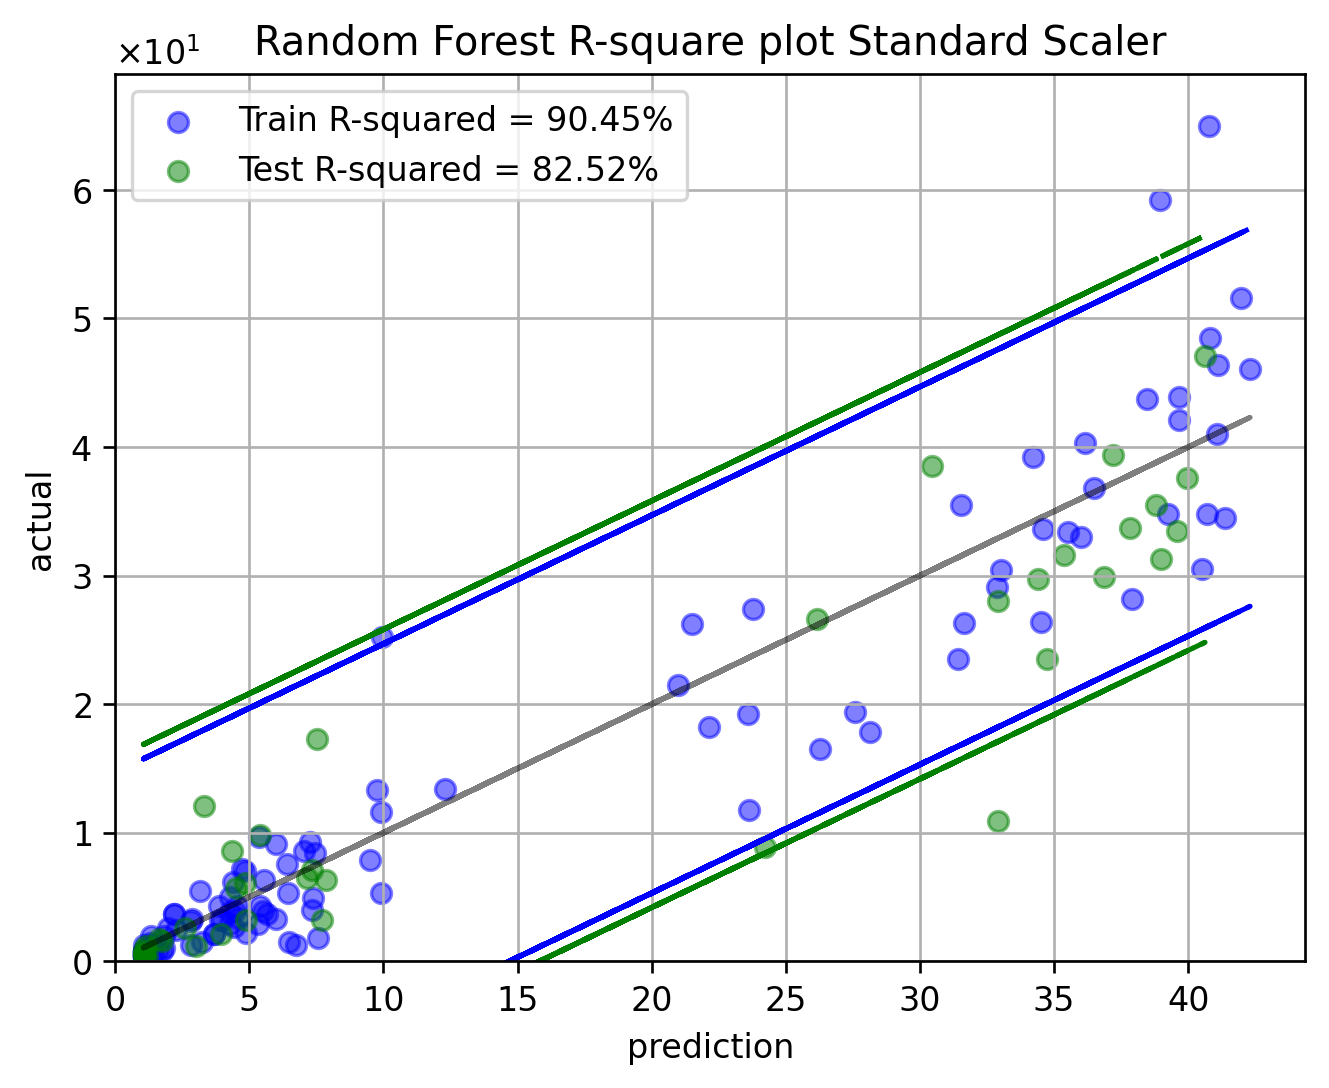 ×10¹
Random Forest R-square plot Standard Scaler
Train R-squared = 90.45%
Test R-squared = 82.52%
6
5
4
3
2
1
0
actual
0 5 10 15 20 25 30 35 40
prediction